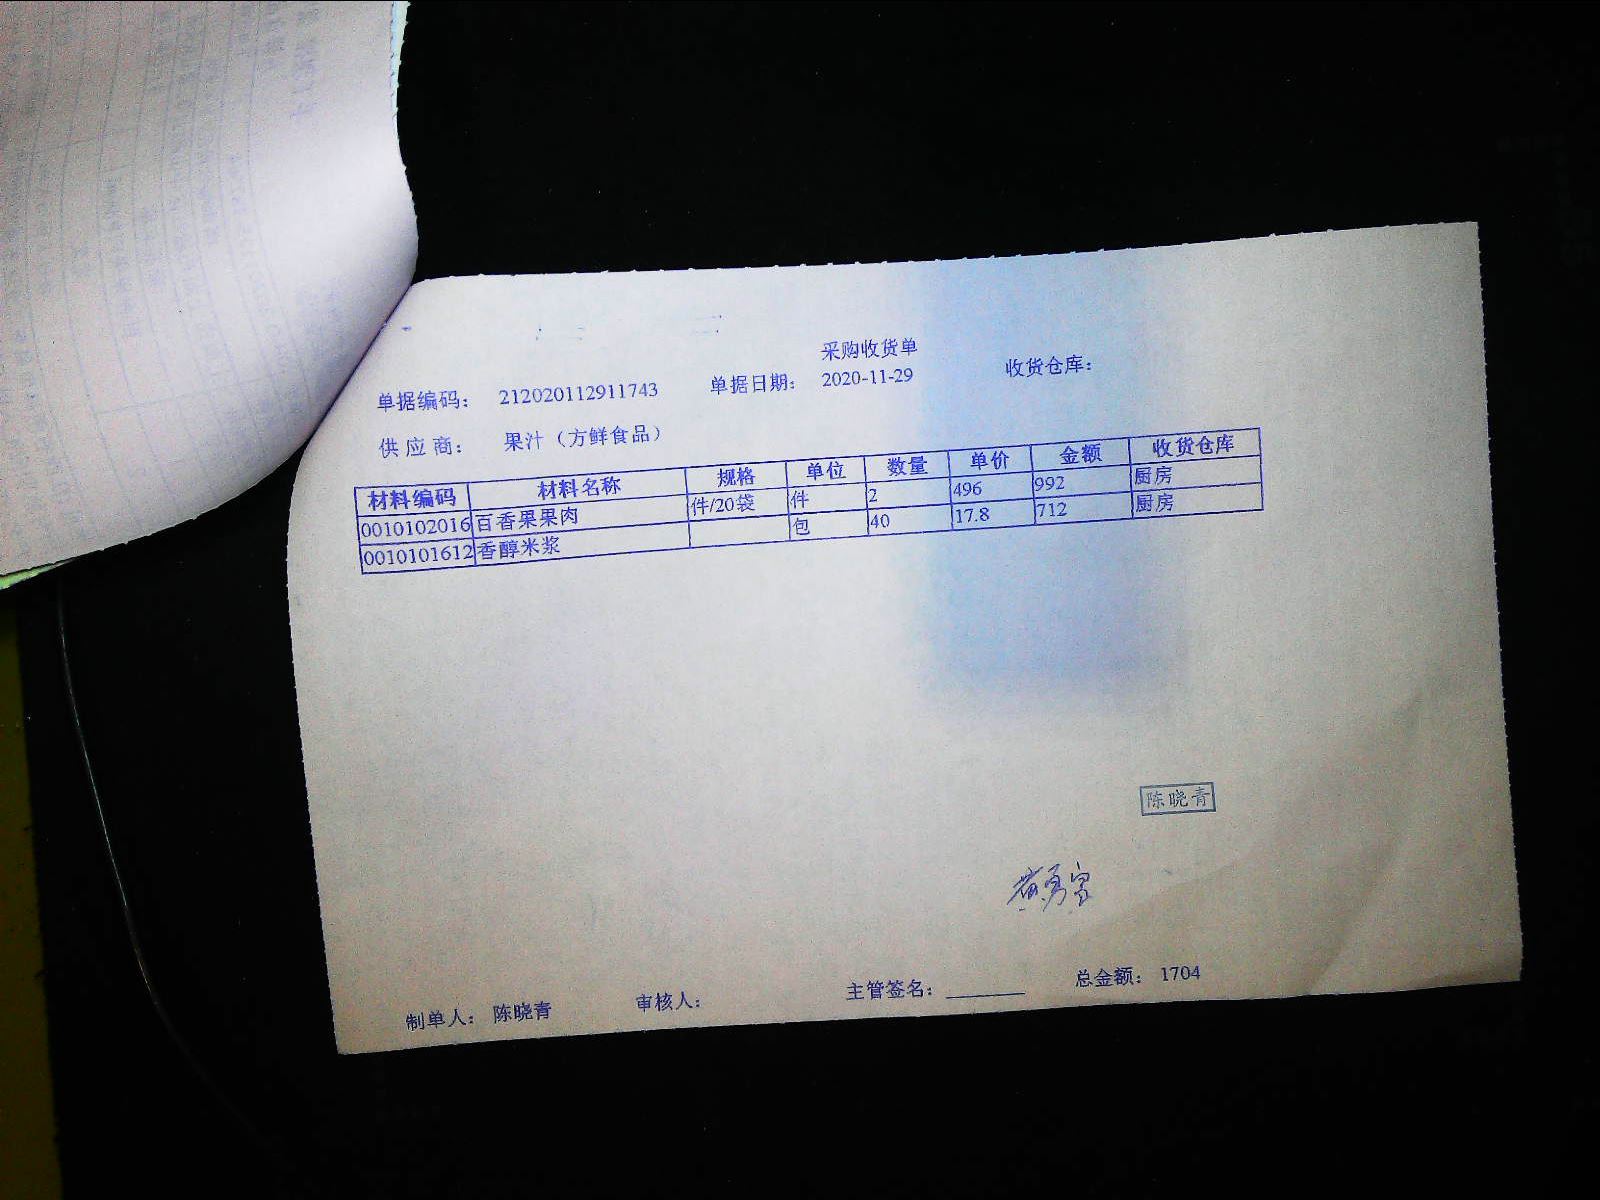 采购收货单
单据编码： 212020112911743 单据日期： 2020-11-29 收货仓库：
供 应 商： 果汁（方鲜食品）
材料编码 材料名称 规格 单位 数量 单价 金额 收货仓库
0010102016 百香果果肉 件/20袋 件 2 496 992 厨房
0010101612 香醇米浆 包 40 17.8 712 厨房
陈晓青
制单人： 陈晓青 审核人： 主管签名： 总金额： 1704